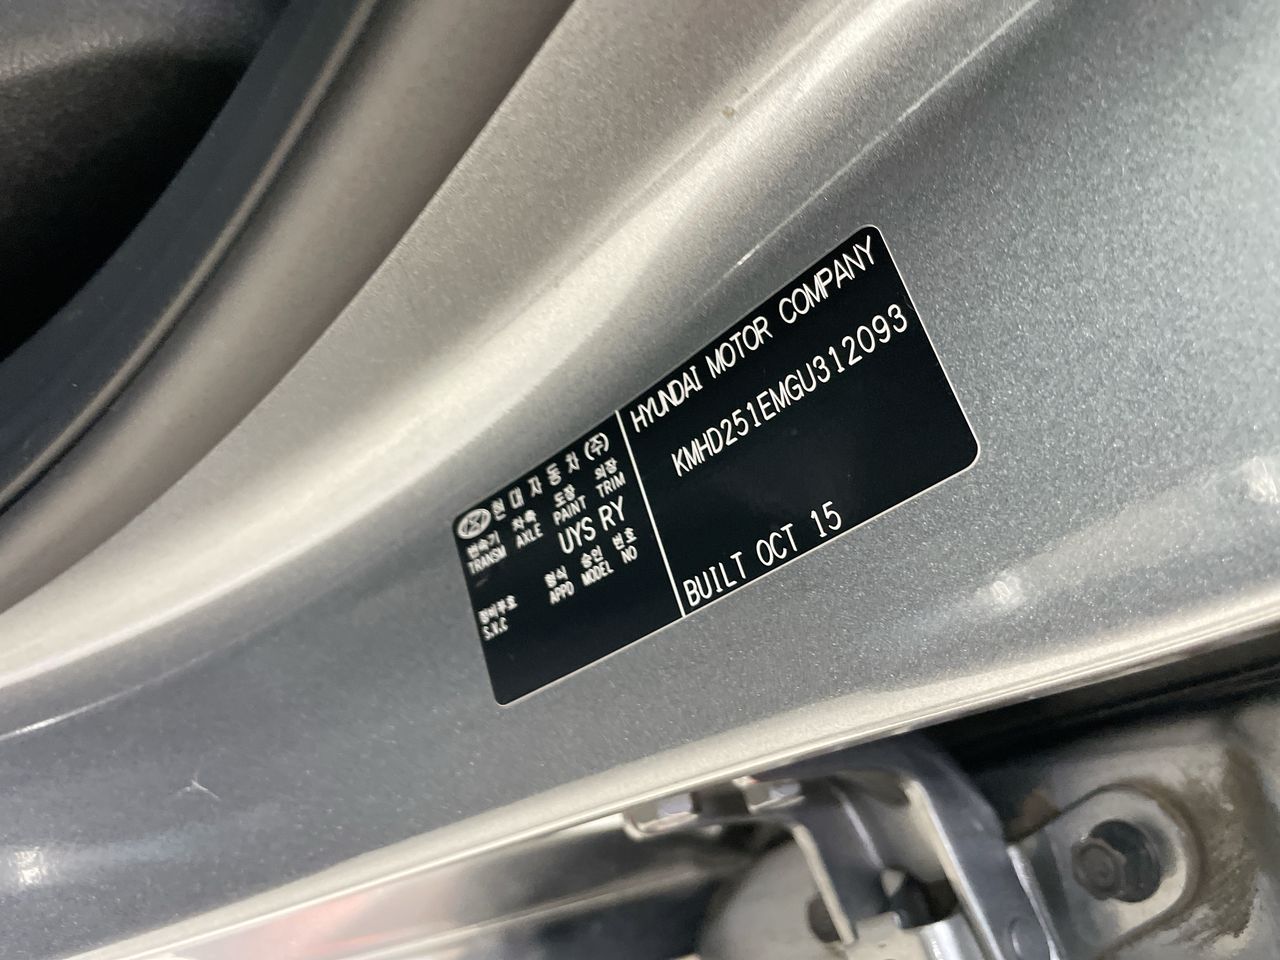 현대자동차(주)
변속기 차축 도장 외장
TRANSM AXLE PAINT TRIM
UYS RY
형식 승인 번호
APPD MODEL NO
장비부호
S.V.C
HYUNDAI MOTOR COMPANY
KMHD251EMGU312093
BUILT OCT 15